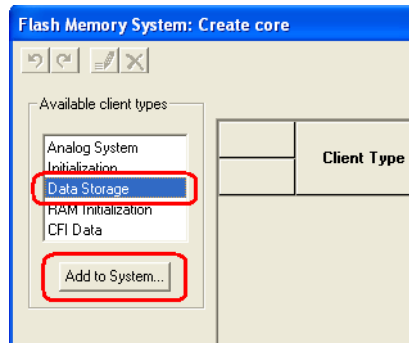 Flash Memory System: Create core
Available client types
Analog System
Initialization
Data Storage
RAM Initialization
CFI Data
Add to System...
Client Type